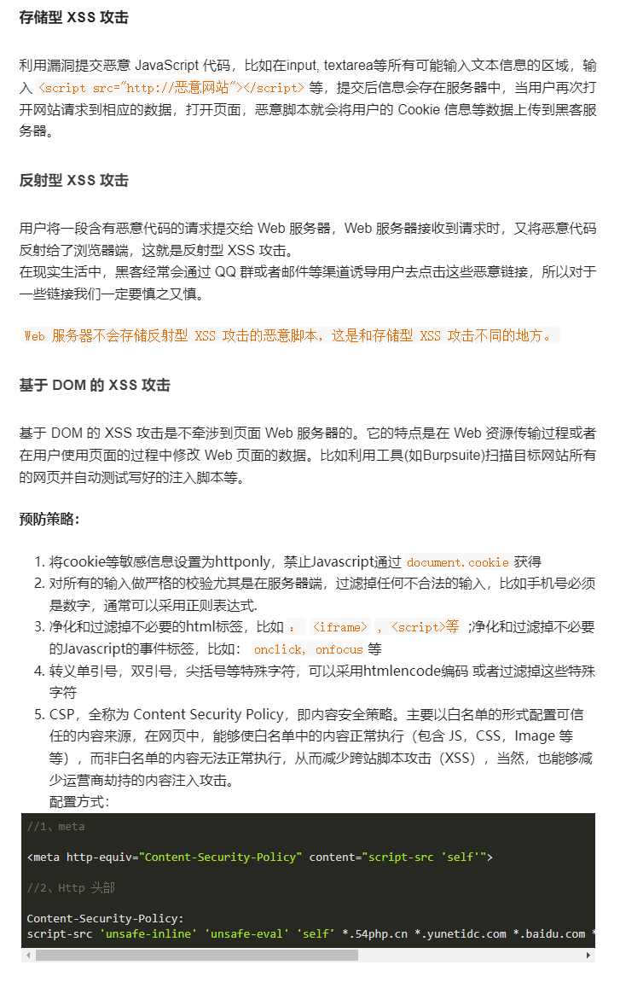 存储型 XSS 攻击
利用漏洞提交恶意 JavaScript 代码，比如在input, textarea等所有可能输入文本信息的区域，输
入 <script src="http://恶意网站"></script> 等，提交后信息会存在服务器中，当用户再次打
开网站请求到相应的数据，打开页面，恶意脚本就会将用户的 Cookie 信息等数据上传到黑客服
务器。
反射型 XSS 攻击
用户将一段含有恶意代码的请求提交给 Web 服务器，Web 服务器接收到请求时，又将恶意代码
反射给了浏览器端，这就是反射型 XSS 攻击。
在现实生活中，黑客经常会通过 QQ 群或者邮件等渠道诱导用户去点击这些恶意链接，所以对于
一些链接我们一定要慎之又慎。
Web 服务器不会存储反射型 XSS 攻击的恶意脚本，这是和存储型 XSS 攻击不同的地方。
基于 DOM 的 XSS 攻击
基于 DOM 的 XSS 攻击是不牵涉到页面 Web 服务器的。它的特点是在 Web 资源传输过程或者
在用户使用页面的过程中修改 Web 页面的数据。比如利用工具(如Burpsuite)扫描目标网站所有
的网页并自动测试写好的注入脚本等。
预防策略：
1. 将cookie等敏感信息设置为httponly，禁止Javascript通过 document.cookie 获得
2. 对所有的输入做严格的校验尤其是在服务器端，过滤掉任何不合法的输入，比如手机号必须
是数字，通常可以采用正则表达式.
3. 净化和过滤掉不必要的html标签，比如 ： <iframe> , <script>等 ;净化和过滤掉不必要
的Javascript的事件标签，比如： onclick, onfocus 等
4. 转义单引号，双引号，尖括号等特殊字符，可以采用htmlencode编码 或者过滤掉这些特殊
字符
5. CSP，全称为 Content Security Policy，即内容安全策略。主要以白名单的形式配置可信
任的内容来源，在网页中，能够使白名单中的内容正常执行（包含 JS，CSS，Image 等
等），而非白名单的内容无法正常执行，从而减少跨站脚本攻击（XSS），当然，也能够减
少运营商劫持的内容注入攻击。
配置方式：
//1、meta
<meta http-equiv="Content-Security-Policy" content="script-src 'self'">
//2、Http 头部
Content-Security-Policy:
script-src 'unsafe-inline' 'unsafe-eval' 'self' *.54php.cn *.yunetidc.com *.baidu.com *